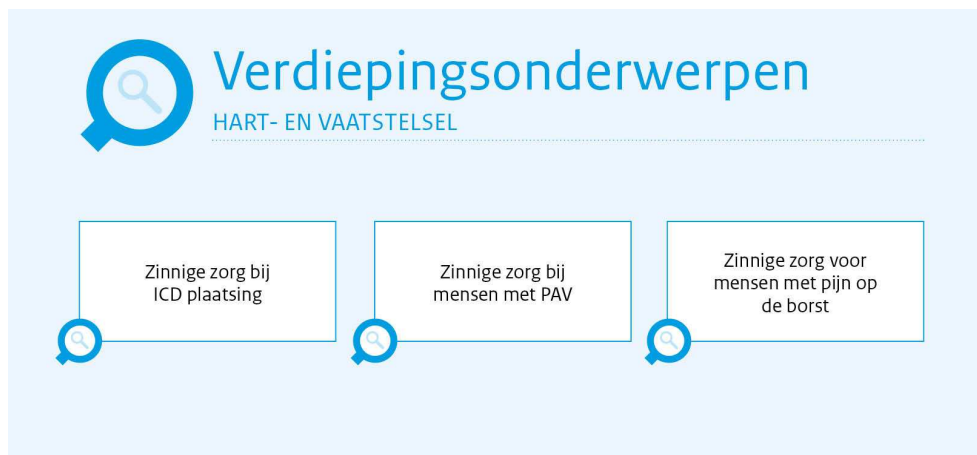 Verdiepingsonderwerpen
HART- EN VAATSTELSEL
Zinnige zorg bij
ICD plaatsing
Zinnige zorg bij
mensen met PAV
Zinnige zorg voor
mensen met pijn op
de borst